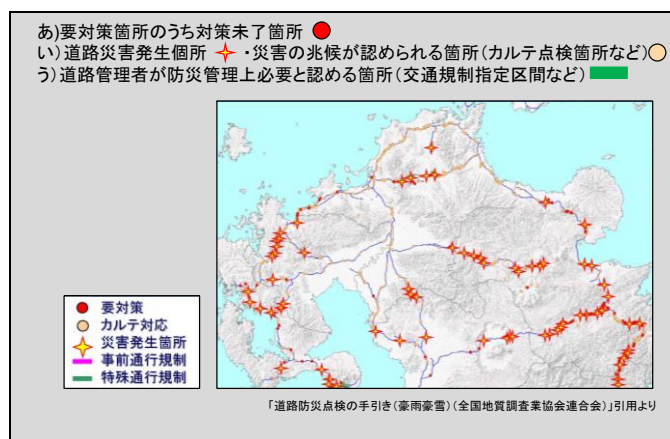 あ)要対策箇所のうち対策未了箇所
い)道路災害発生個所 ・災害の兆候が認められる箇所(カルテ点検箇所など)
う)道路管理者が防災管理上必要と認める箇所(交通規制指定区間など)
要対策
カルテ対応
災害発生箇所
事前通行規制
特殊通行規制
「道路防災点検の手引き(豪雨豪雪)(全国地質調査業協会連合会)」引用より